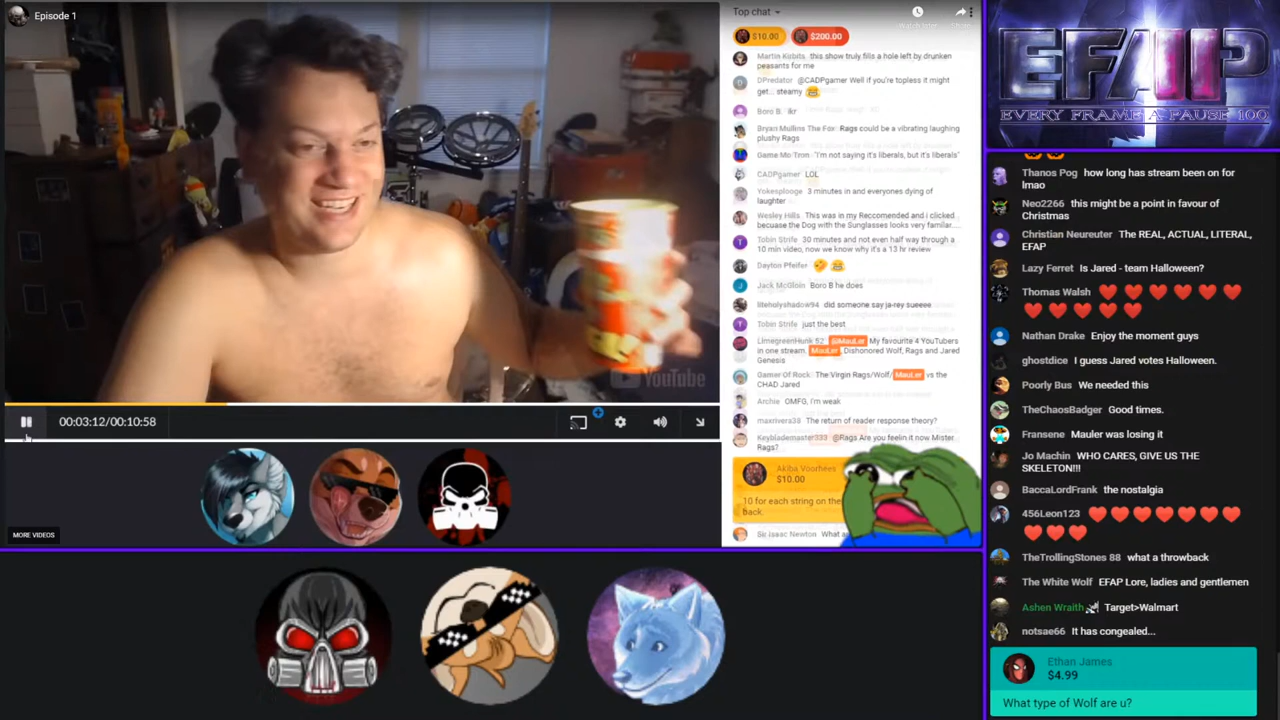 Episode 1
YouTube
00:03:12/00:10:58
MORE VIDEOS
Top chat
$10.00
$200.00
Martin Kizbits this show truly fills a hole left by drunken
peasants for me
DPredator @CADPgamer Well if you're topless it might
get... steamy
Boro B. ikr
Bryan Mullins The Fox Rags could be a vibrating laughing
plushy Rags
Game Mo Tron "I'm not saying it's liberals, but it's liberals"
CADPgamer LOL
Yokesplooge 3 minutes in and everyones dying of
laughter
Wesley Hills This was in my Reccomended and i clicked
becuase the Dog with the Sunglasses looks very familar....
Tobin Strife 30 minutes and not even half way through a
10 min video, now we know why it's a 13 hr review
Dayton Pfeifer
Jack McGloin Boro B he does
liteholyshadow94 did someone say ja-rey sueeee
Tobin Strife just the best
LimegreenHunk 52 @MauLer My favourite 4 YouTubers
in one stream. MauLer, Dishonored Wolf, Rags and Jared
Genesis
Gamer Of Rock The Virgin Rags/Wolf/MauLer vs the
CHAD Jared
Archie OMFG, i'm weak
maxrivera38 The return of reader response theory?
Keyblademaster333 @Rags Are you feelin it now Mister
Rags?
Akiba Voorhees
$10.00
10 for each string on the
back.
Sir Isaac Newton What
EFAP
EVERY FRAME A PAUSE 100
Thanos Pog how long has stream been on for
lmao
Neo2266 this might be a point in favour of
Christmas
Christian Neureuter The REAL, ACTUAL, LITERAL,
EFAP
Lazy Ferret Is Jared - team Halloween?
Thomas Walsh
Nathan Drake Enjoy the moment guys
ghostdice I guess Jared votes Halloween.
Poorly Bus We needed this
TheChaosBadger Good times.
Fransene Mauler was losing it
Jo Machin WHO CARES, GIVE US THE
SKELETON!!!
BaccaLordFrank the nostalgia
456Leon123
TheTrollingStones 88 what a throwback
The White Wolf EFAP Lore, ladies and gentlemen
Ashen Wraith Target>Walmart
notsae66 It has congealed...
Ethan James
$4.99
What type of Wolf are u?